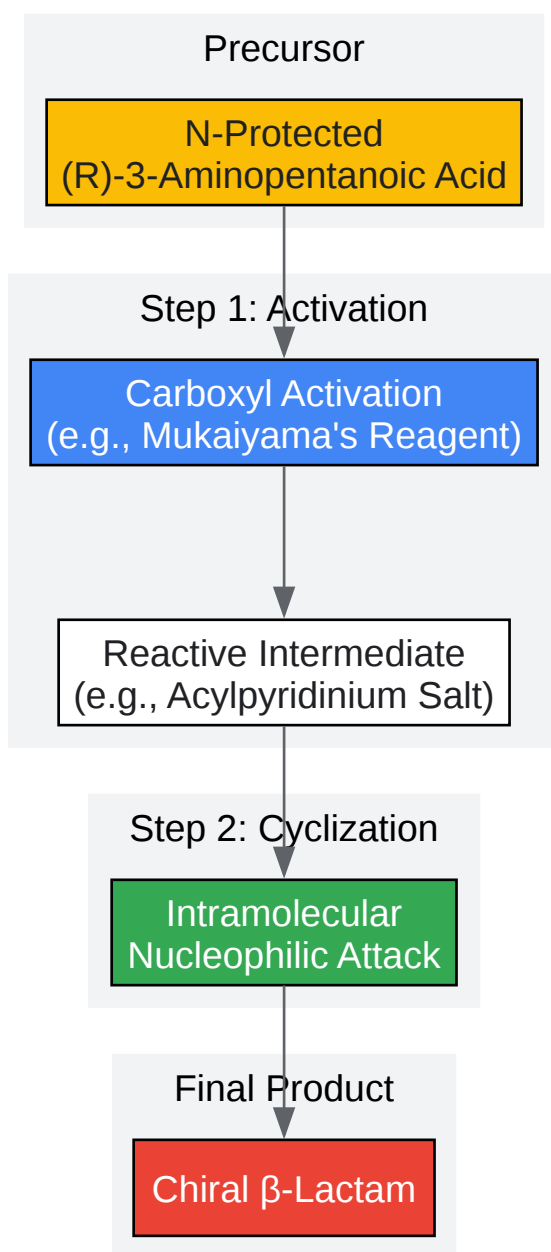 Precursor
N-Protected
(R)-3-Aminopentanoic Acid
Step 1: Activation
Carboxyl Activation
(e.g., Mukaiyama's Reagent)
Reactive Intermediate
(e.g., Acylpyridinium Salt)
Step 2: Cyclization
Intramolecular
Nucleophilic Attack
Final Product
Chiral β-Lactam